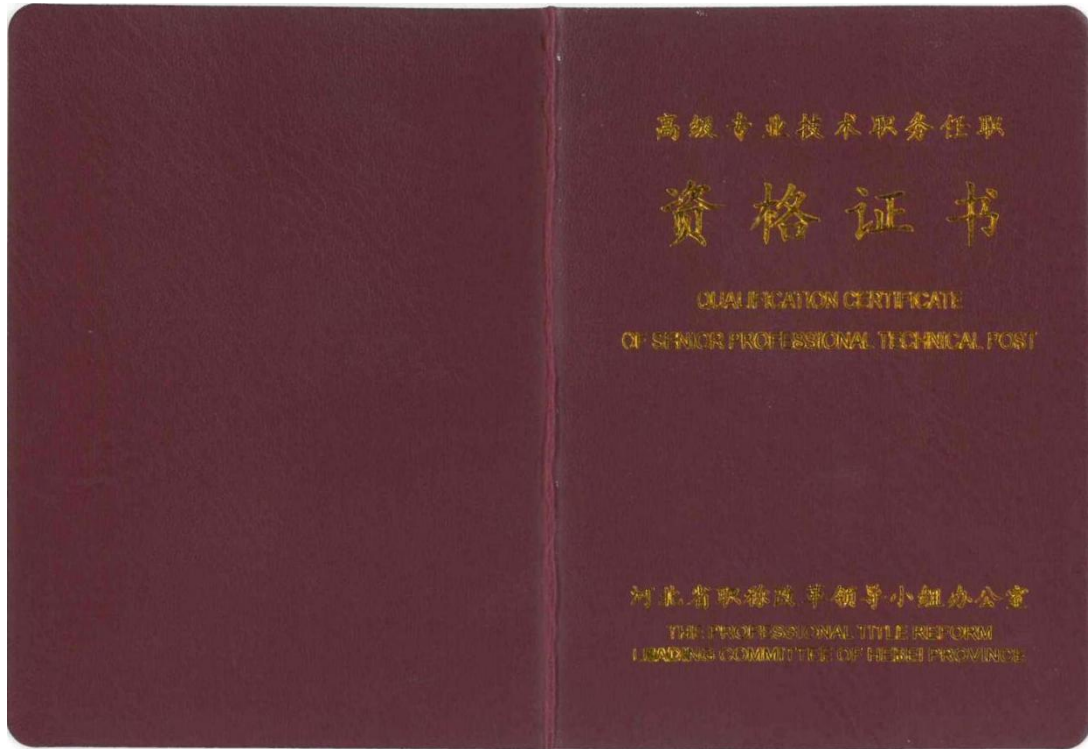 高级专业技术职务任职
资格证书
QUALIFICATION CERTIFICATE
OF SENIOR PROFESSIONAL TECHNICAL POST
河北省职称改革领导小组办公室
THE PROFESSIONAL TITLE REFORM
LEADING COMMITTEE OF HEBEI PROVINCE